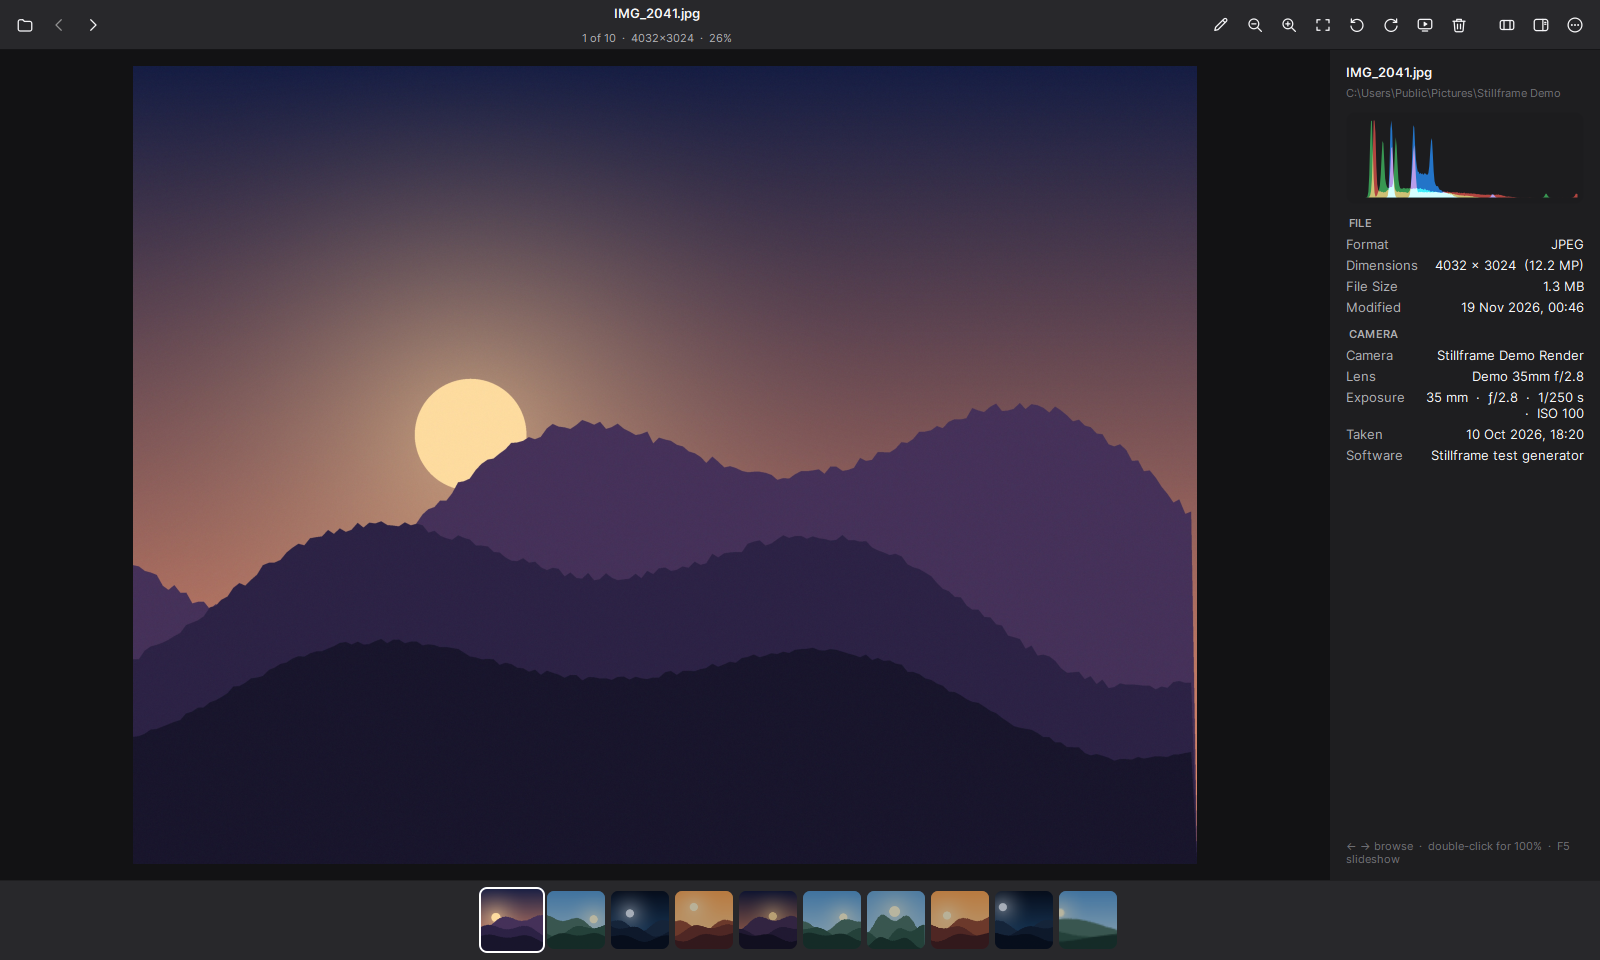 IMG_2041.jpg
1 of 10 · 4032×3024 · 26%
IMG_2041.jpg
C:\Users\Public\Pictures\Stillframe Demo
FILE
Format JPEG
Dimensions 4032 × 3024 (12.2 MP)
File Size 1.3 MB
Modified 19 Nov 2026, 00:46
CAMERA
Camera Stillframe Demo Render
Lens Demo 35mm f/2.8
Exposure 35 mm · ƒ/2.8 · 1/250 s
· ISO 100
Taken 10 Oct 2026, 18:20
Software Stillframe test generator
← → browse · double-click for 100% · F5
slideshow